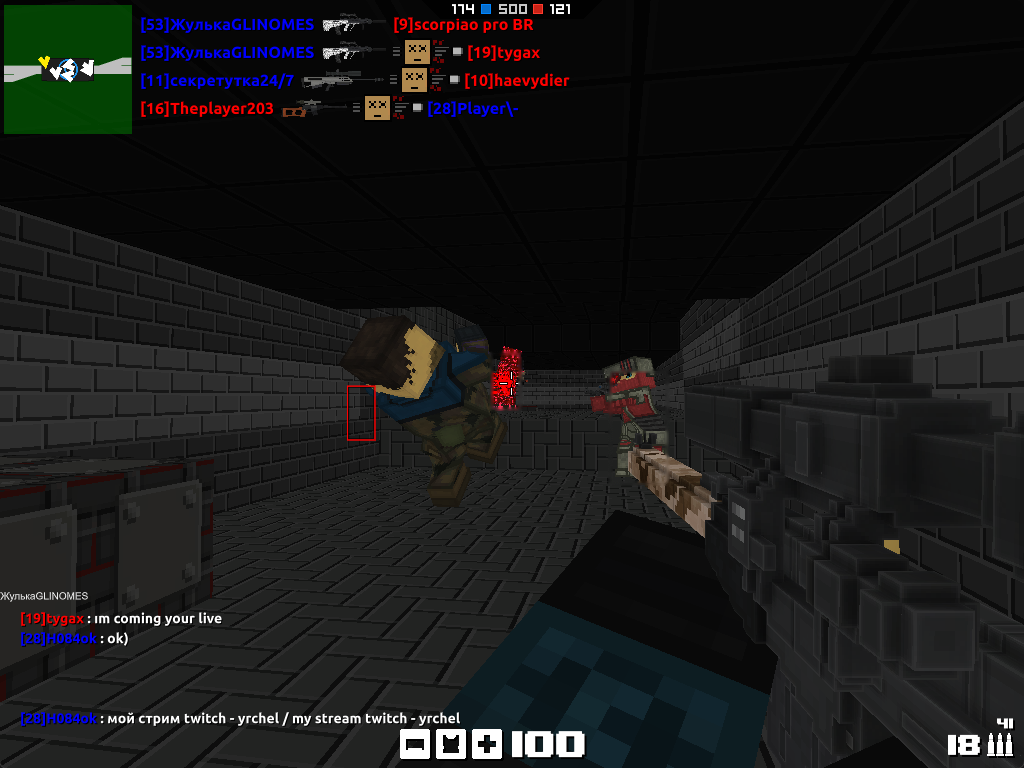 174 500 121
[53]ЖулькаGLINOMES [9]scorpiao pro BR
[53]ЖулькаGLINOMES [19]tygax
[11]секретутка24/7 [10]haevydier
[16]Theplayer203 [28]Player\-
ЖулькаGLINOMES
[19]tygax : im coming your live
[28]H084ok : ok)
[28]H084ok : мой стрим twitch - yrchel / my stream twitch - yrchel
100
41
18